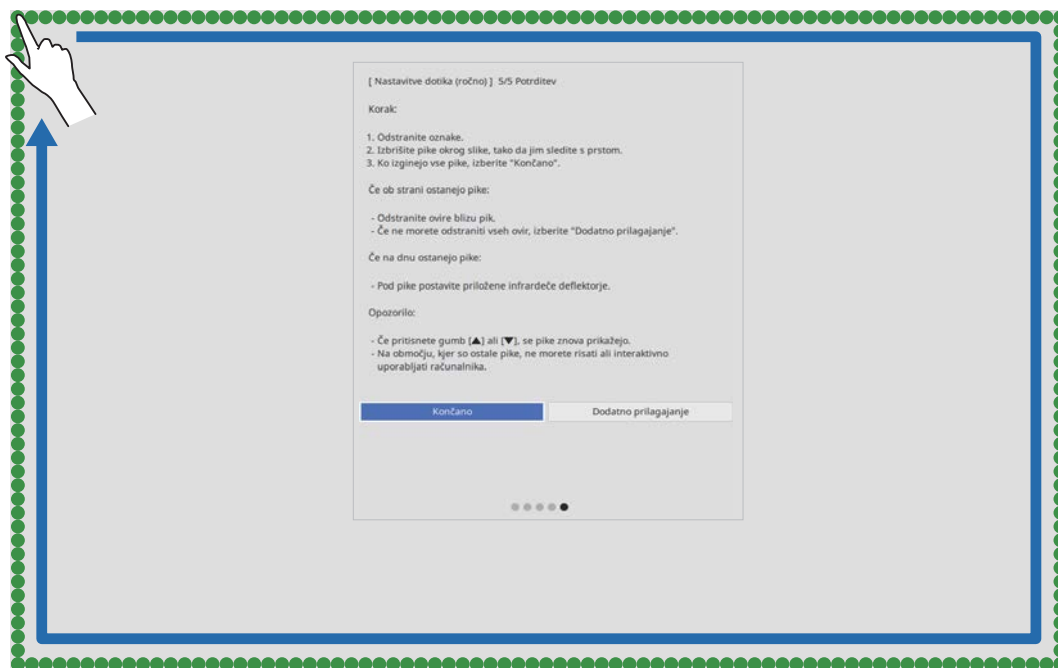 [ Nastavitve dotika (ročno) ] 5/5 Potrditev
Korak:
1. Odstranite oznake.
2. Izbrišite pike okrog slike, tako da jim sledite s prstom.
3. Ko izginejo vse pike, izberite "Končano".
Če ob strani ostanejo pike:
- Odstranite ovire blizu pik.
- Če ne morete odstraniti vseh ovir, izberite "Dodatno prilagajanje".
Če na dnu ostanejo pike:
- Pod pike postavite priložene infrardeče deflektorje.
Opozorilo:
- Če pritisnete gumb [▲] ali [▼], se pike znova prikažejo.
- Na območju, kjer so ostale pike, ne morete risati ali interaktivno
uporabljati računalnika.
Končano
Dodatno prilagajanje